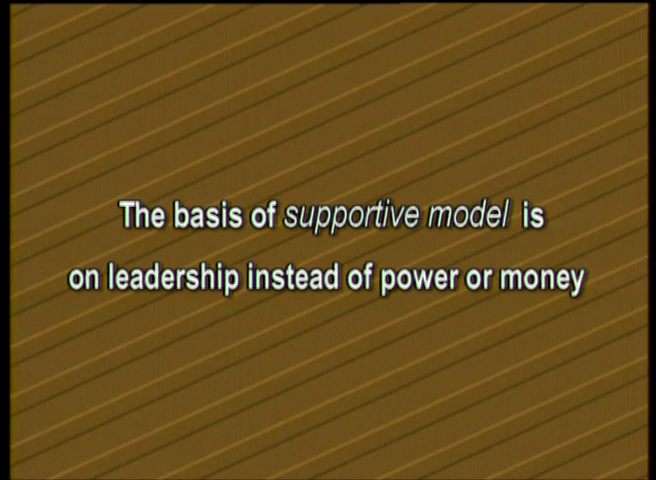 The basis of supportive model is
on leadership instead of power or money